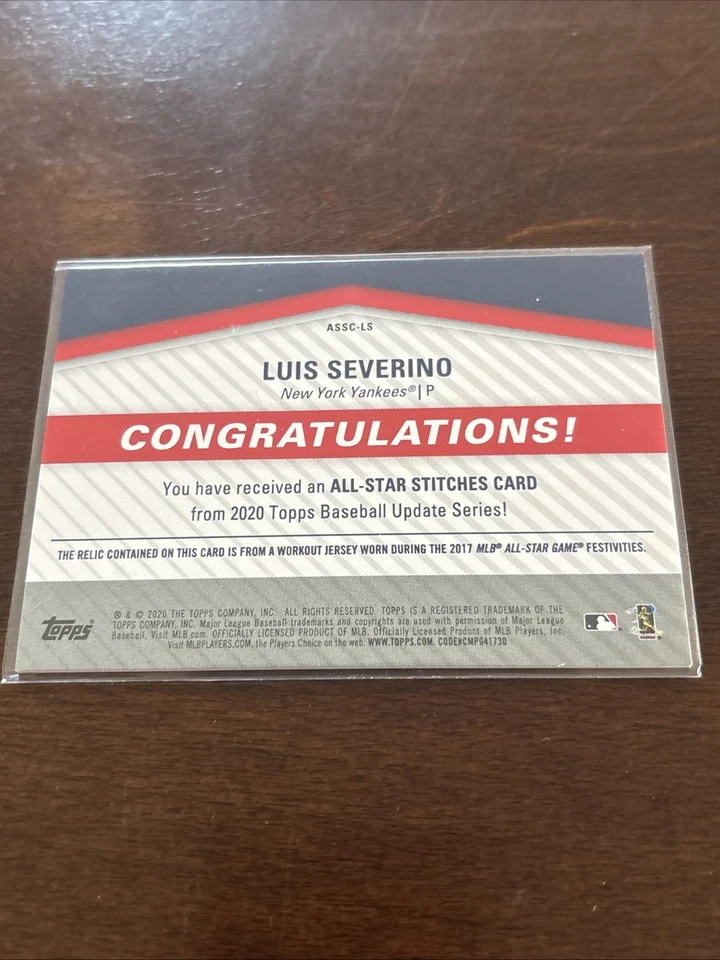 ASSC-LS
LUIS SEVERINO
New York Yankees® | P
CONGRATULATIONS!
You have received an ALL-STAR STITCHES CARD
from 2020 Topps Baseball Update Series!
THE RELIC CONTAINED ON THIS CARD IS FROM A WORKOUT JERSEY WORN DURING THE 2017 MLB® ALL-STAR GAME® FESTIVITIES.
topps
® & © 2020 THE TOPPS COMPANY, INC. ALL RIGHTS RESERVED. TOPPS IS A REGISTERED TRADEMARK OF THE
TOPPS COMPANY, INC. Major League Baseball trademarks and copyrights are used with permission of Major League
Baseball. Visit MLB.com. OFFICIALLY LICENSED PRODUCT OF MLB. Officially Licensed Product of MLB Players, Inc.
Visit MLBPLAYERS.COM, the Players Choice on the web. WWW.TOPPS.COM. CODE#CMP041730